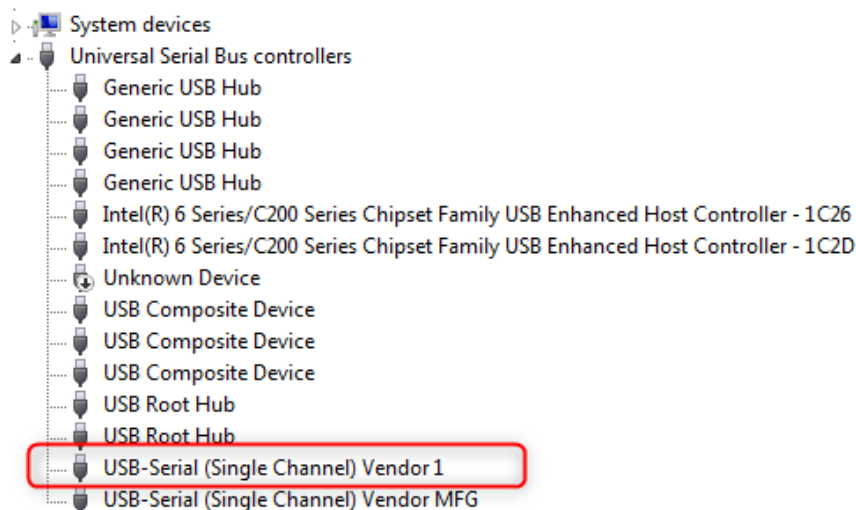 System devices
Universal Serial Bus controllers
Generic USB Hub
Generic USB Hub
Generic USB Hub
Generic USB Hub
Intel(R) 6 Series/C200 Series Chipset Family USB Enhanced Host Controller - 1C26
Intel(R) 6 Series/C200 Series Chipset Family USB Enhanced Host Controller - 1C2D
Unknown Device
USB Composite Device
USB Composite Device
USB Composite Device
USB Root Hub
USB Root Hub
USB-Serial (Single Channel) Vendor 1
USB-Serial (Single Channel) Vendor MFG